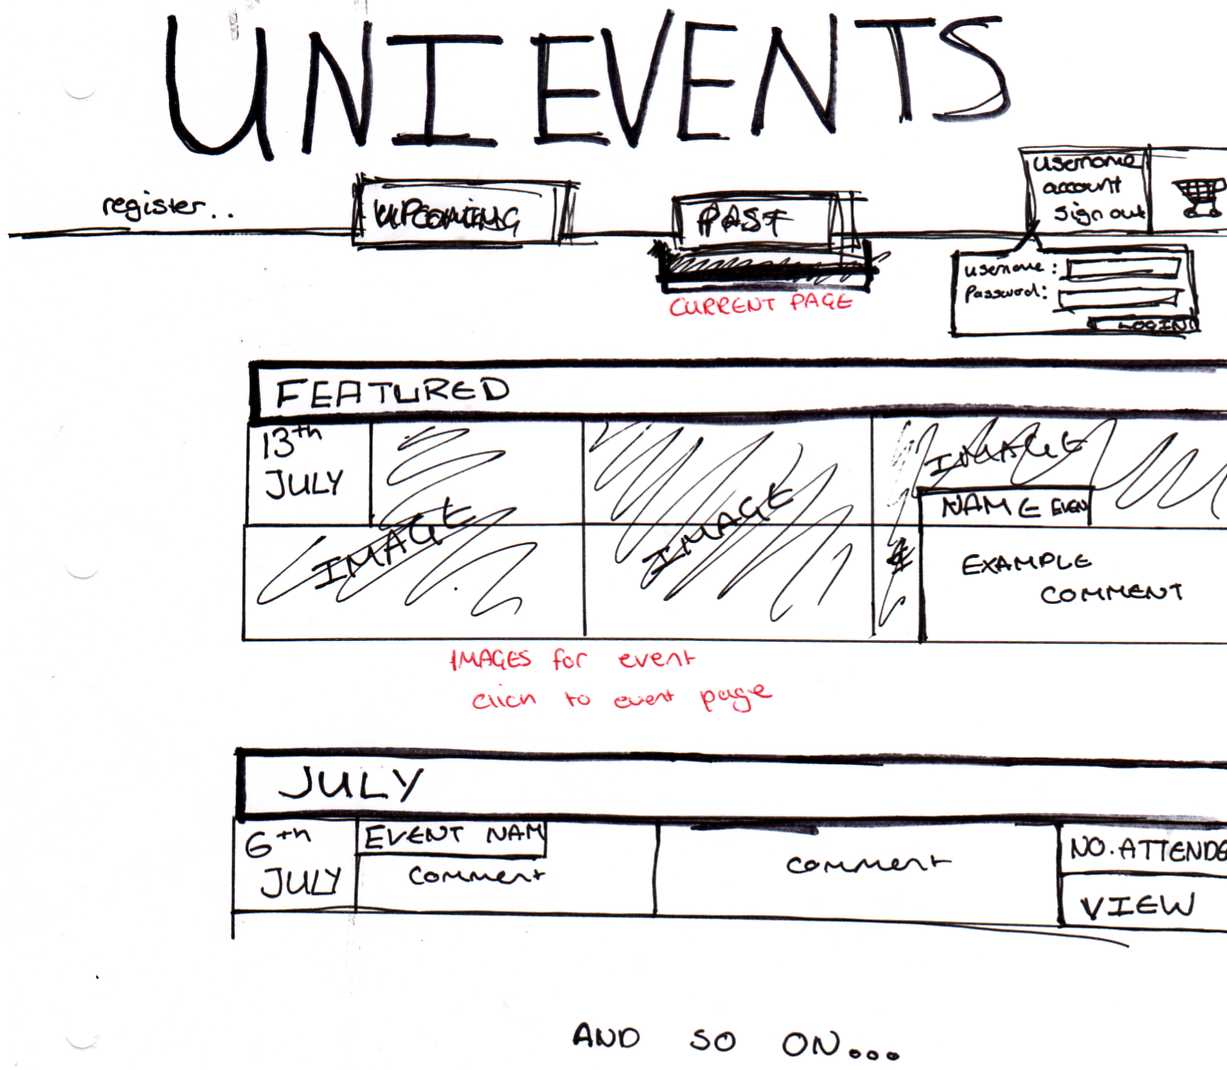 UNIEVENTS
register..
UPCOMING
PAST
username
account
sign out
username:
Password:
LOGIN
CURRENT PAGE
FEATURED
13th
JULY
IMAGE
IMAGE
IMAGE
NAME EVEN
EXAMPLE
COMMENT
IMAGES for event
click to event page
JULY
6th
JULY
EVENT NAM
comment
comment
NO. ATTENDE
VIEW
AND SO ON...